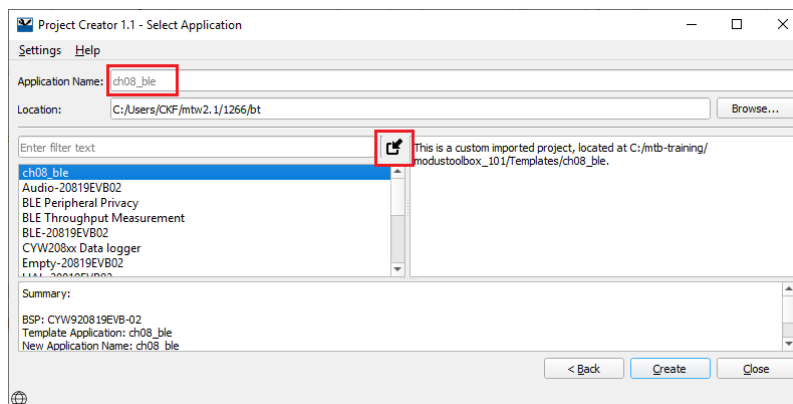 Project Creator 1.1 - Select Application
Settings Help
Application Name: ch08_ble
Location: C:/Users/CKF/mtw2.1/1266/bt Browse...
Enter filter text
This is a custom imported project, located at C:/mtb-training/
modustoolbox_101/Templates/ch08_ble.
ch08_ble
Audio-20819EVB02
BLE Peripheral Privacy
BLE Throughput Measurement
BLE-20819EVB02
CYW208xx Data logger
Empty-20819EVB02
Summary:
BSP: CYW920819EVB-02
Template Application: ch08_ble
New Application Name: ch08_ble
< Back Create Close